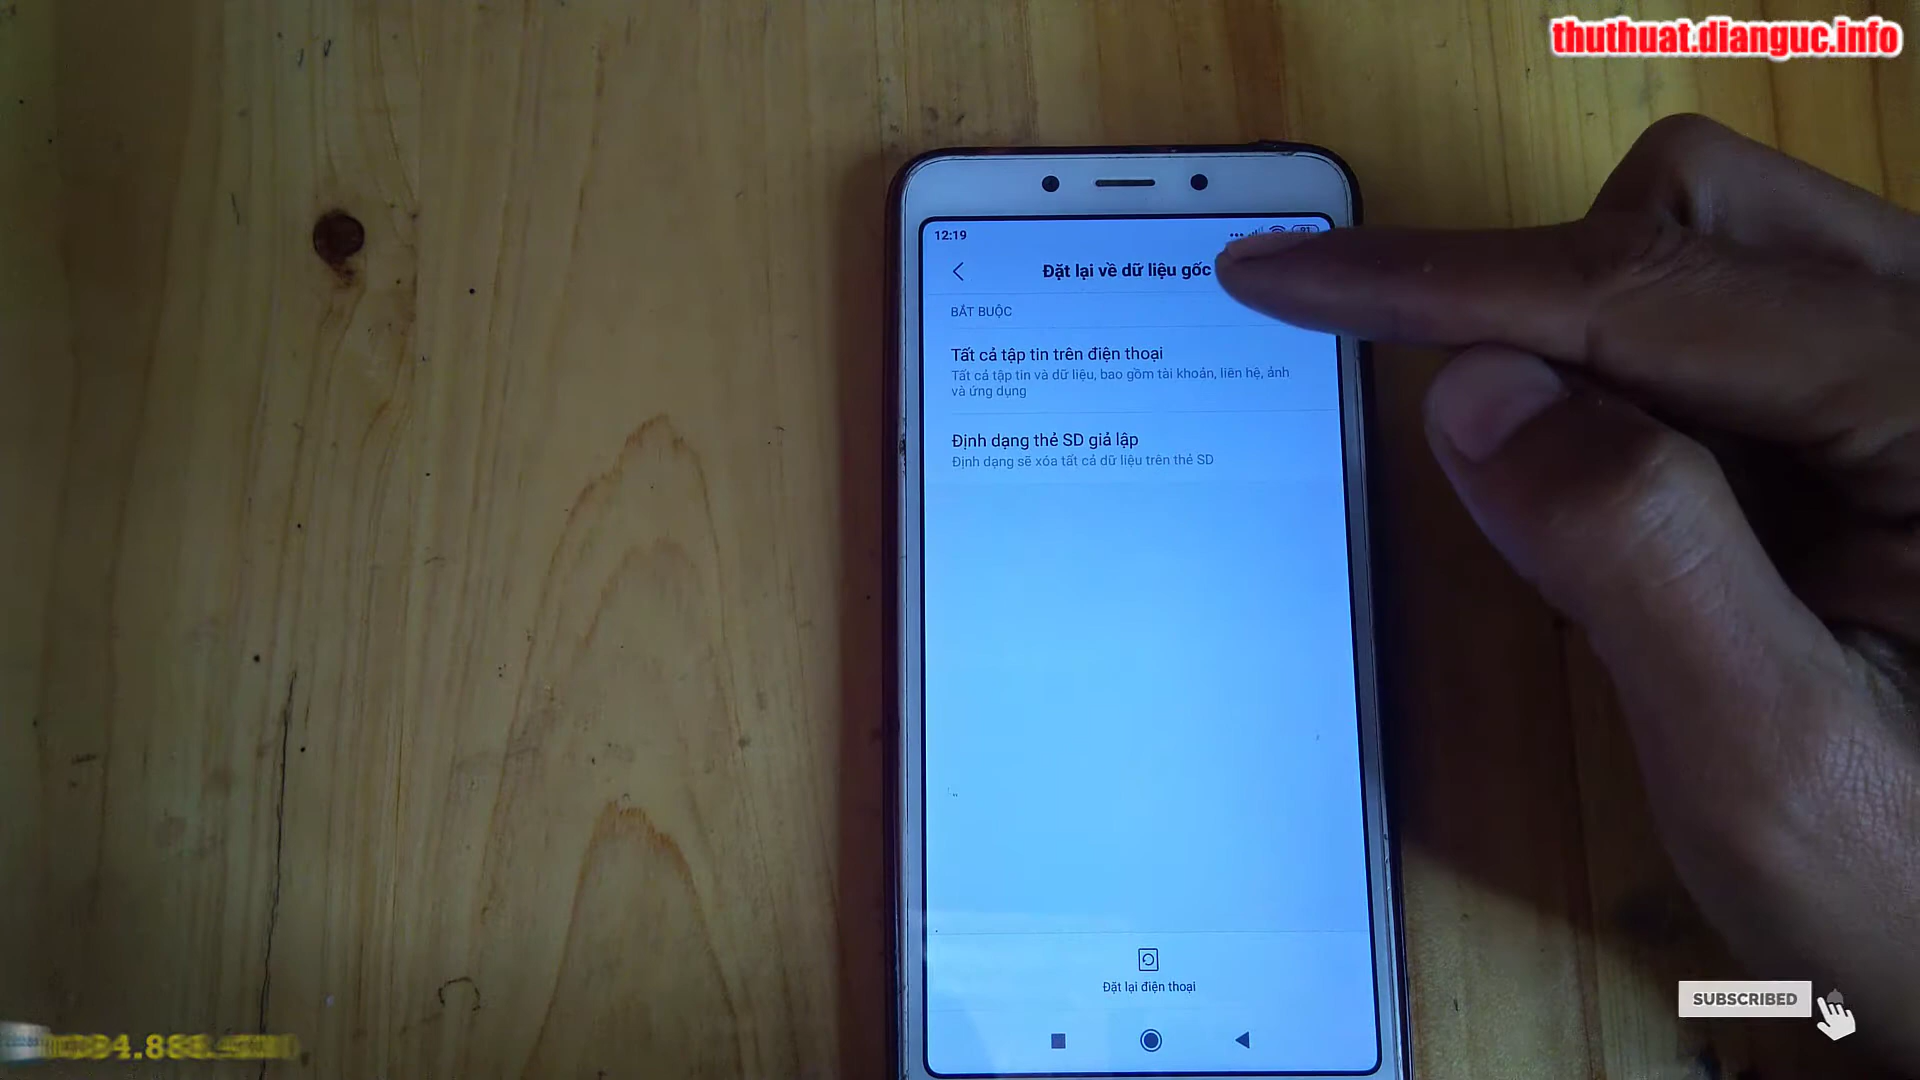 thuthuat.dianguc.info
12:19
91
Đặt lại về dữ liệu gốc
BẮT BUỘC
Tất cả tập tin trên điện thoại
Tất cả tập tin và dữ liệu, bao gồm tài khoản, liên hệ, ảnh
và ứng dụng
Định dạng thẻ SD giả lập
Định dạng sẽ xóa tất cả dữ liệu trên thẻ SD
Đặt lại điện thoại
SUBSCRIBED